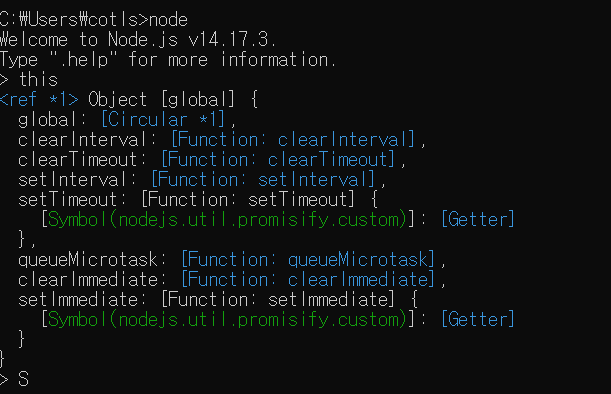 C:₩Users₩cotls>node
Welcome to Node.js v14.17.3.
Type ".help" for more information.
> this
<ref *1> Object [global] {
  global: [Circular *1],
  clearInterval: [Function: clearInterval],
  clearTimeout: [Function: clearTimeout],
  setInterval: [Function: setInterval],
  setTimeout: [Function: setTimeout] {
    [Symbol(nodejs.util.promisify.custom)]: [Getter]
  },
  queueMicrotask: [Function: queueMicrotask],
  clearImmediate: [Function: clearImmediate],
  setImmediate: [Function: setImmediate] {
    [Symbol(nodejs.util.promisify.custom)]: [Getter]
  }
}
> S